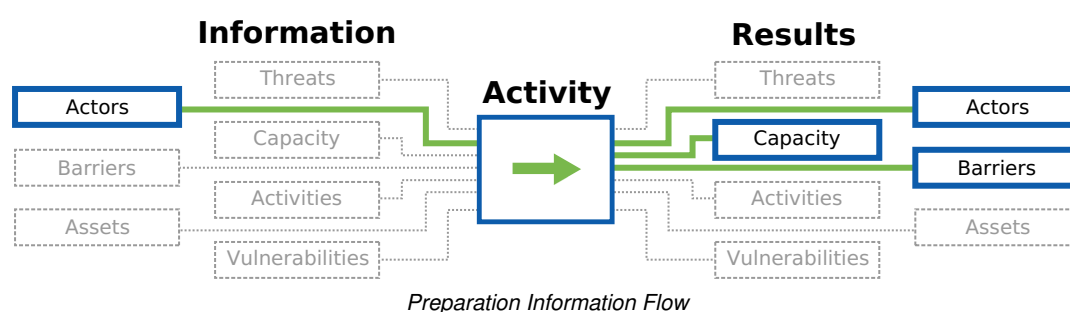 Information
Results
Threats
Threats
Activity
Actors
Actors
Capacity
Capacity
Barriers
Barriers
Activities
Activities
Assets
Assets
Vulnerabilities
Vulnerabilities
Preparation Information Flow